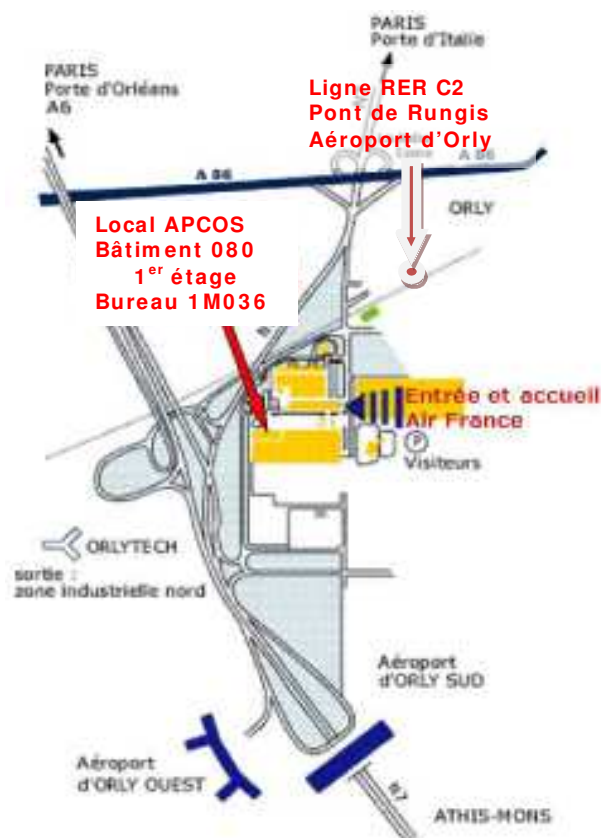 PARIS
Porte d'Italie
PARIS
Porte d'Orléans
A6
Ligne RER C2
Pont de Rungis
Aéroport d'Orly
A 86
A 86
ORLY
Local APCOS
Bâtiment 080
1er étage
Bureau 1M036
Entrée et accueil
Air France
P
Visiteurs
ORLYTECH
sortie :
zone industrielle nord
Aéroport
d'ORLY SUD
Aéroport
d'ORLY OUEST
N7
ATHIS-MONS